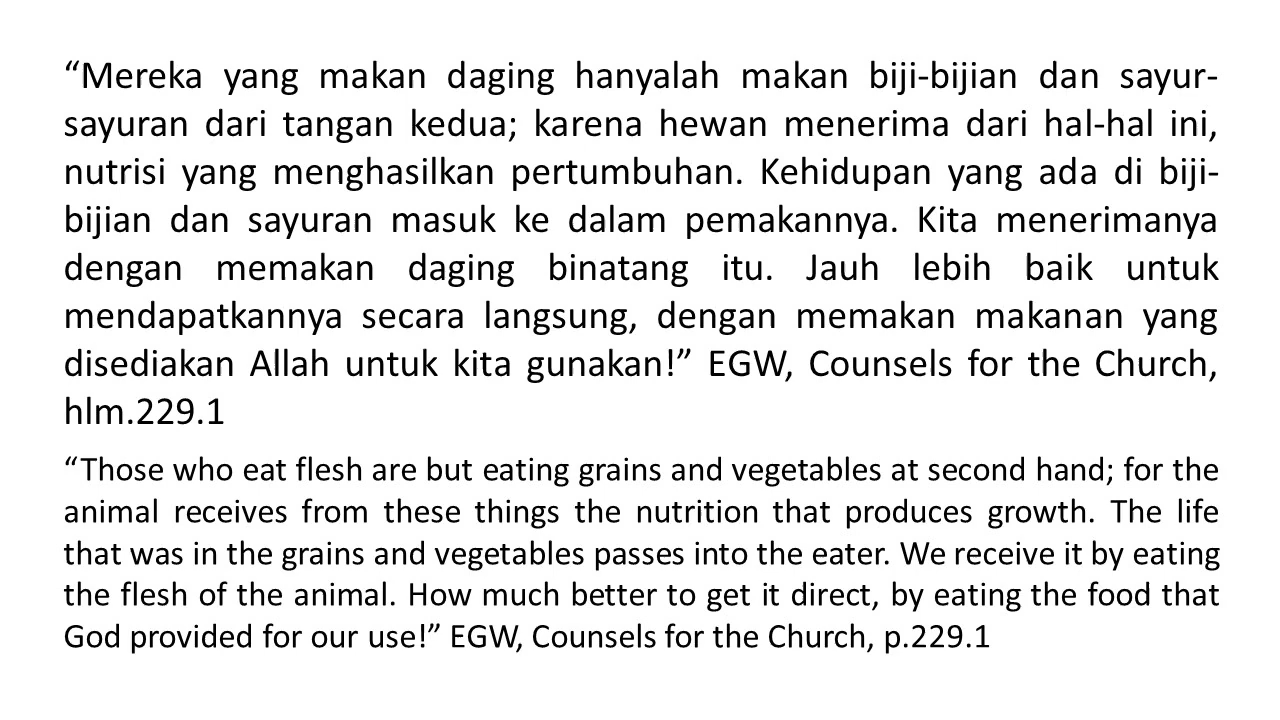 “Mereka yang makan daging hanyalah makan biji-bijian dan sayur-
sayuran dari tangan kedua; karena hewan menerima dari hal-hal ini,
nutrisi yang menghasilkan pertumbuhan. Kehidupan yang ada di biji-
bijian dan sayuran masuk ke dalam pemakannya. Kita menerimanya
dengan memakan daging binatang itu. Jauh lebih baik untuk
mendapatkannya secara langsung, dengan memakan makanan yang
disediakan Allah untuk kita gunakan!” EGW, Counsels for the Church,
hlm.229.1
“Those who eat flesh are but eating grains and vegetables at second hand; for the
animal receives from these things the nutrition that produces growth. The life
that was in the grains and vegetables passes into the eater. We receive it by eating
the flesh of the animal. How much better to get it direct, by eating the food that
God provided for our use!” EGW, Counsels for the Church, p.229.1